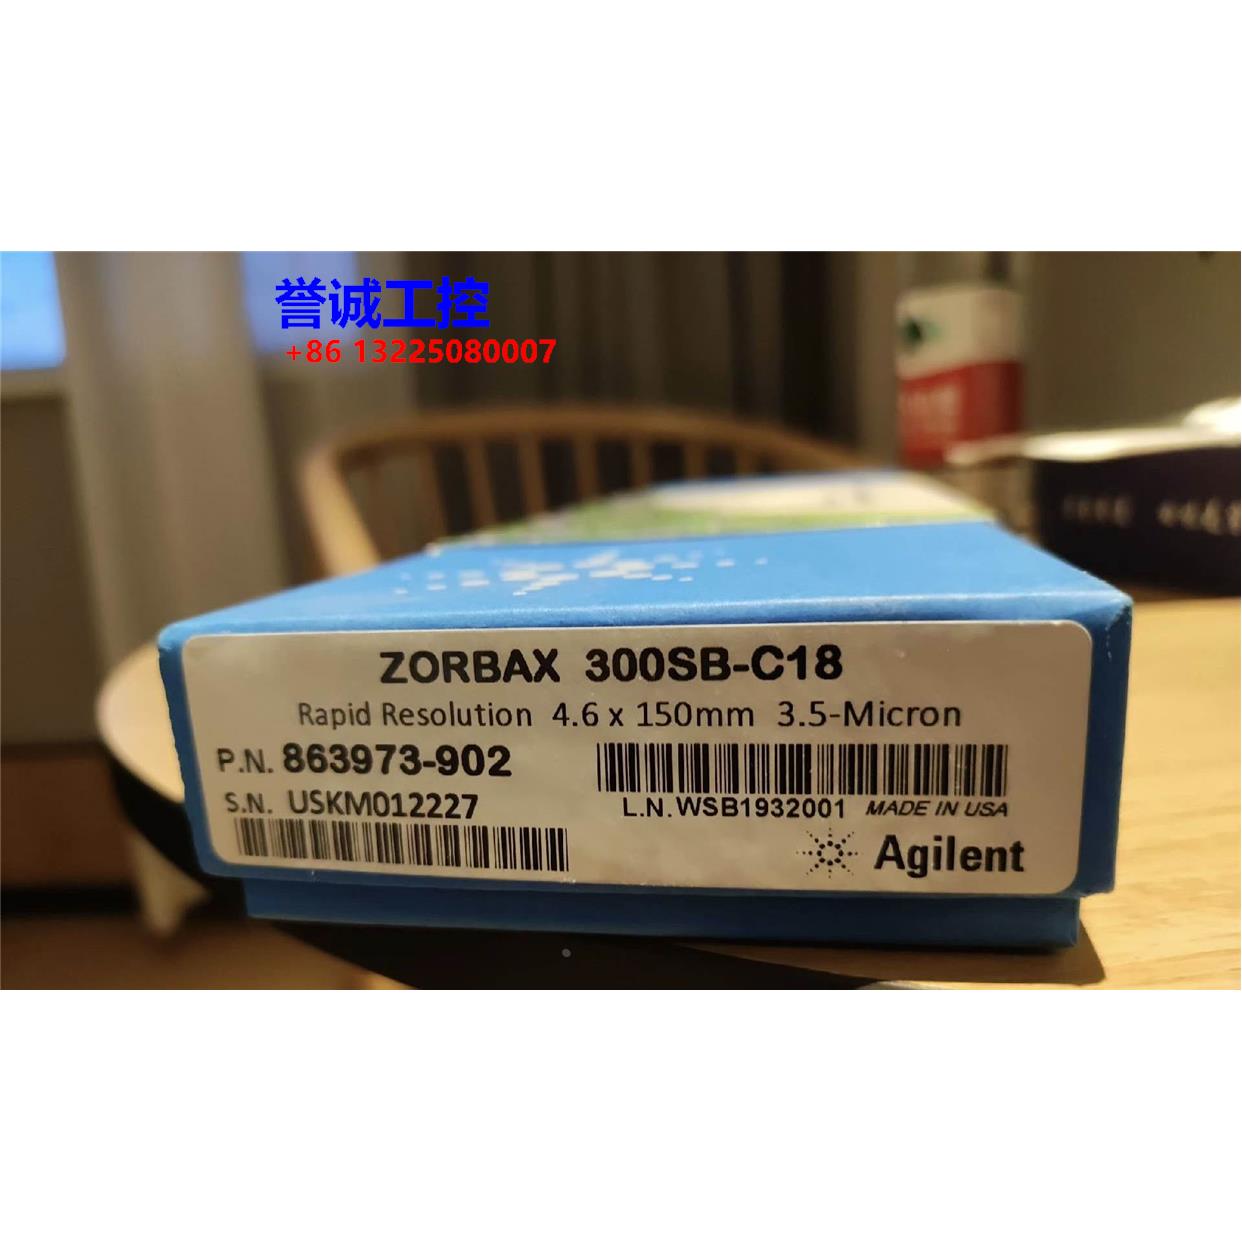 誉诚工控
+86 13225080007
ZORBAX 300SB-C18
Rapid Resolution 4.6 x 150mm 3.5-Micron
P.N. 863973-902
S.N. USKM012227
L.N. WSB1932001 MADE IN USA
Agilent